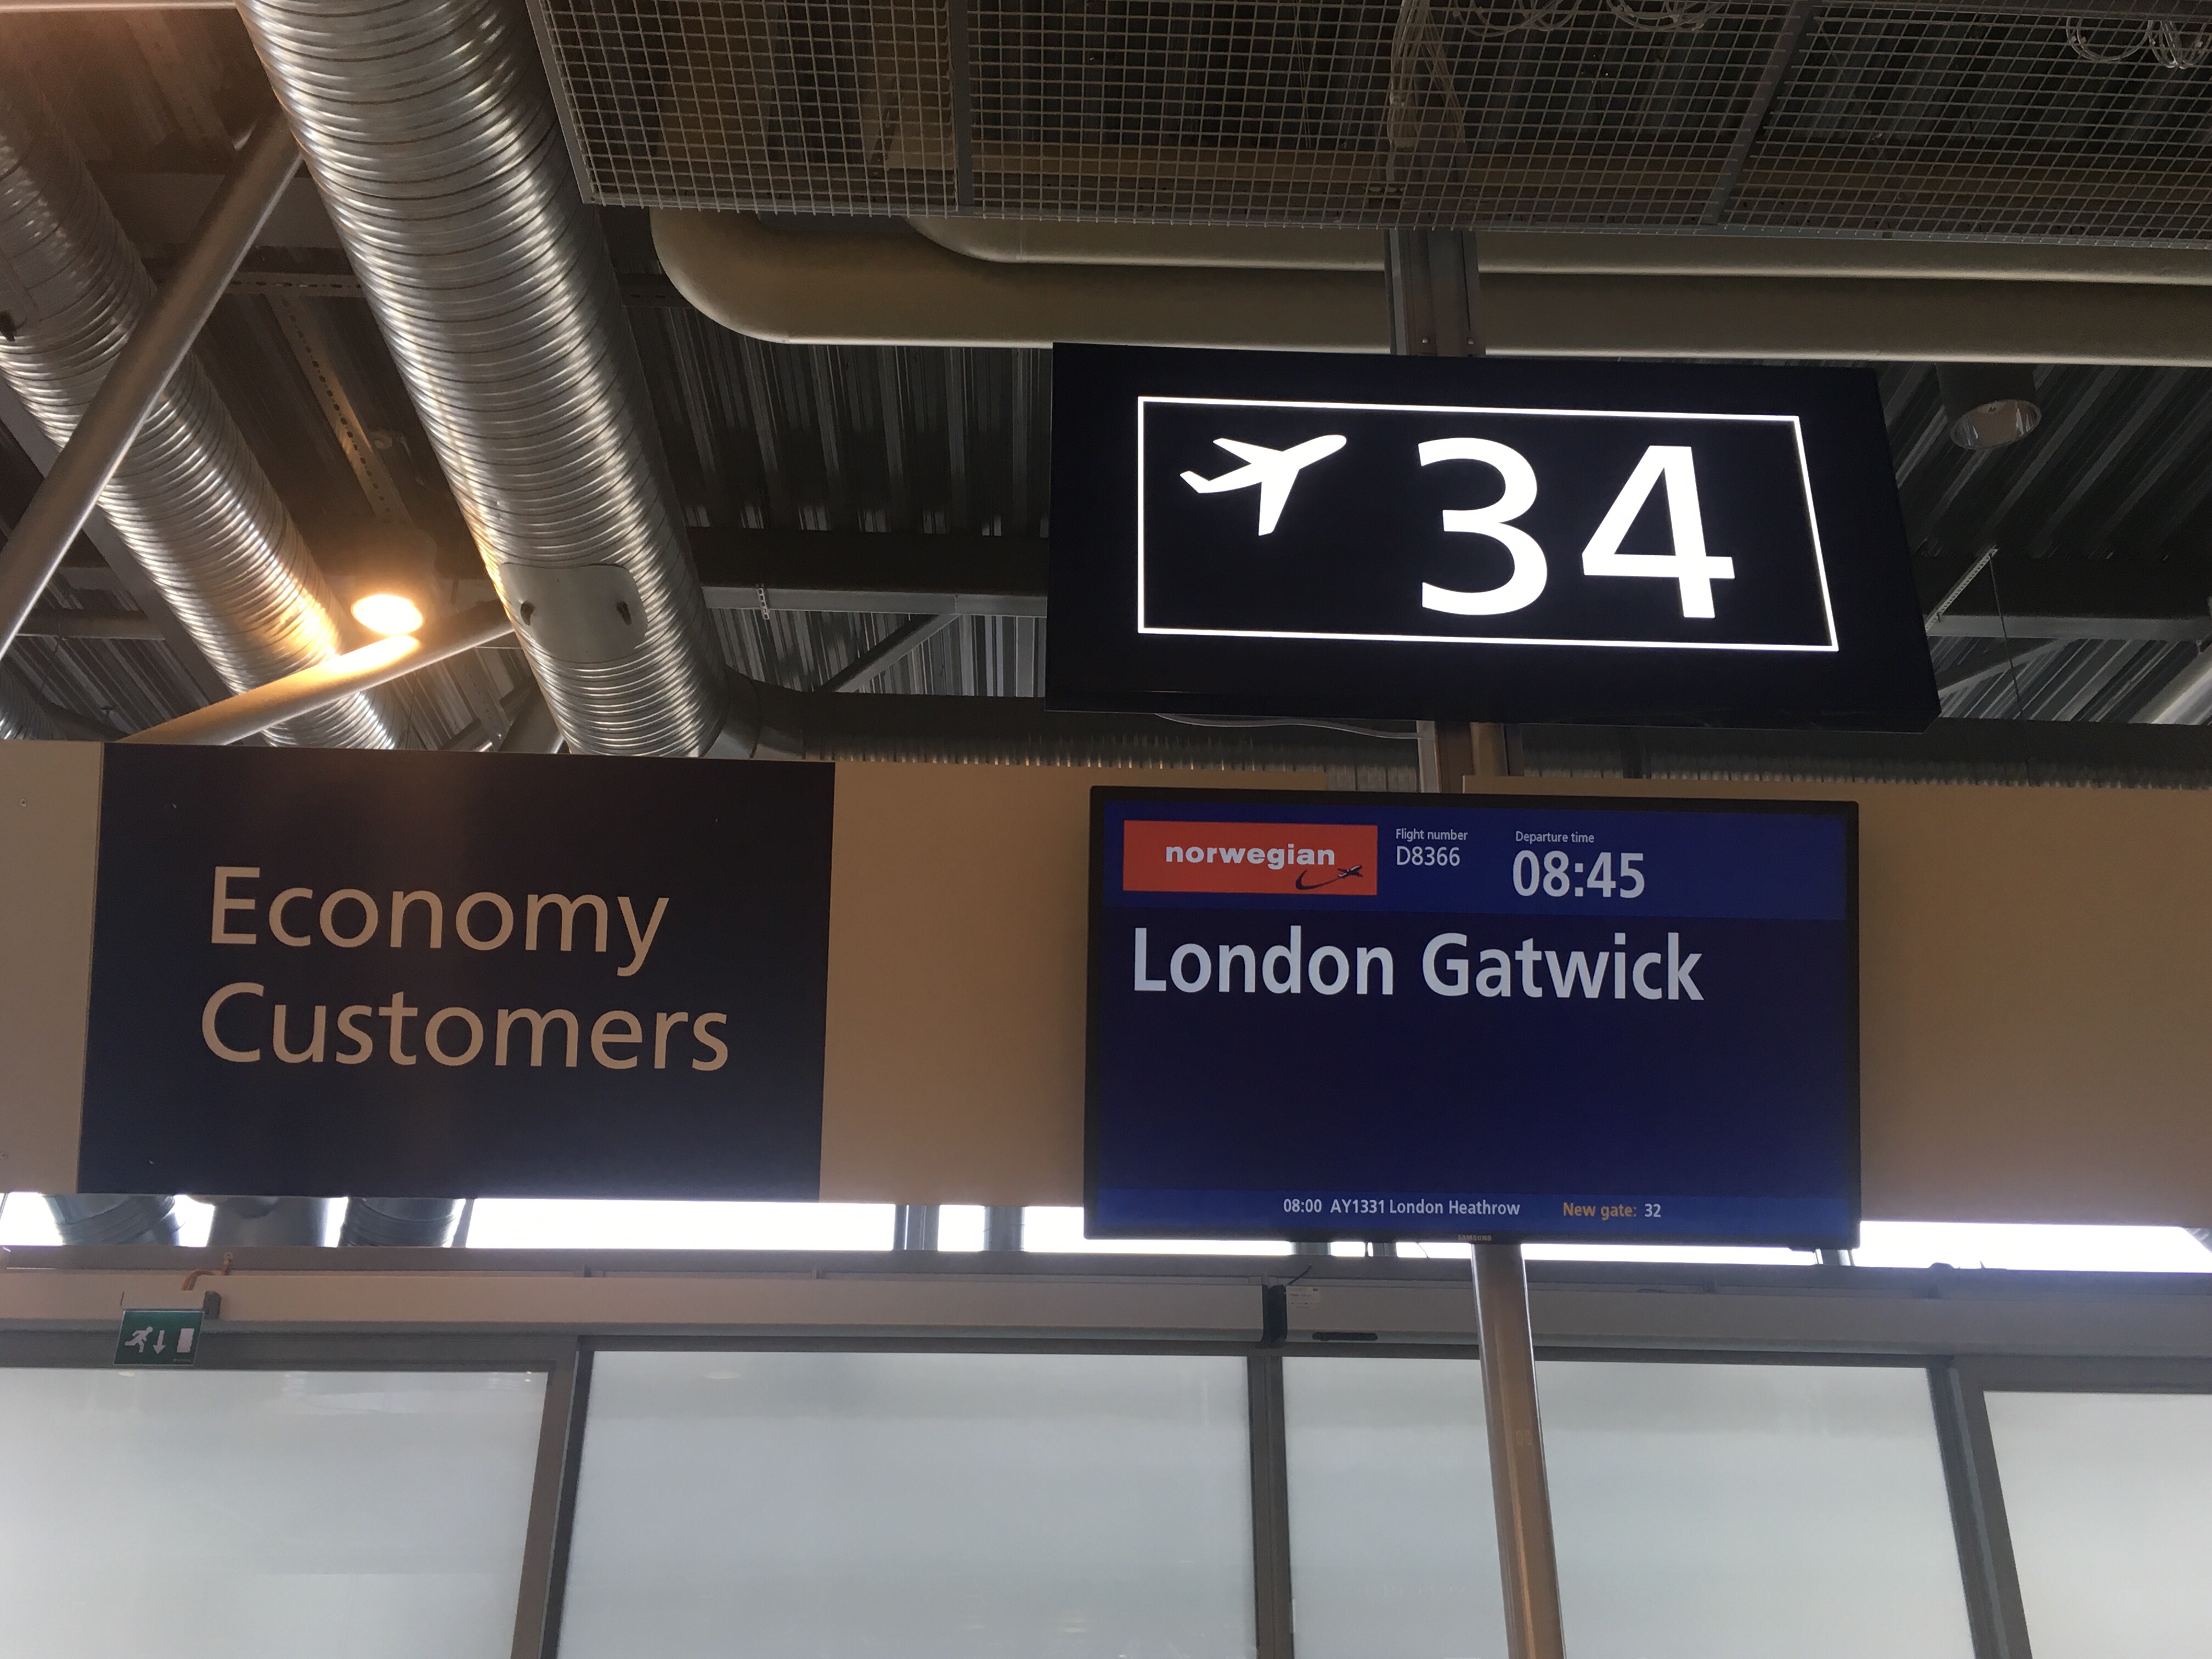 34
Economy
Customers
norwegian
Flight number
D8366
Departure time
08:45
London Gatwick
08:00 AY1331 London Heathrow New gate: 32
SAMSUNG